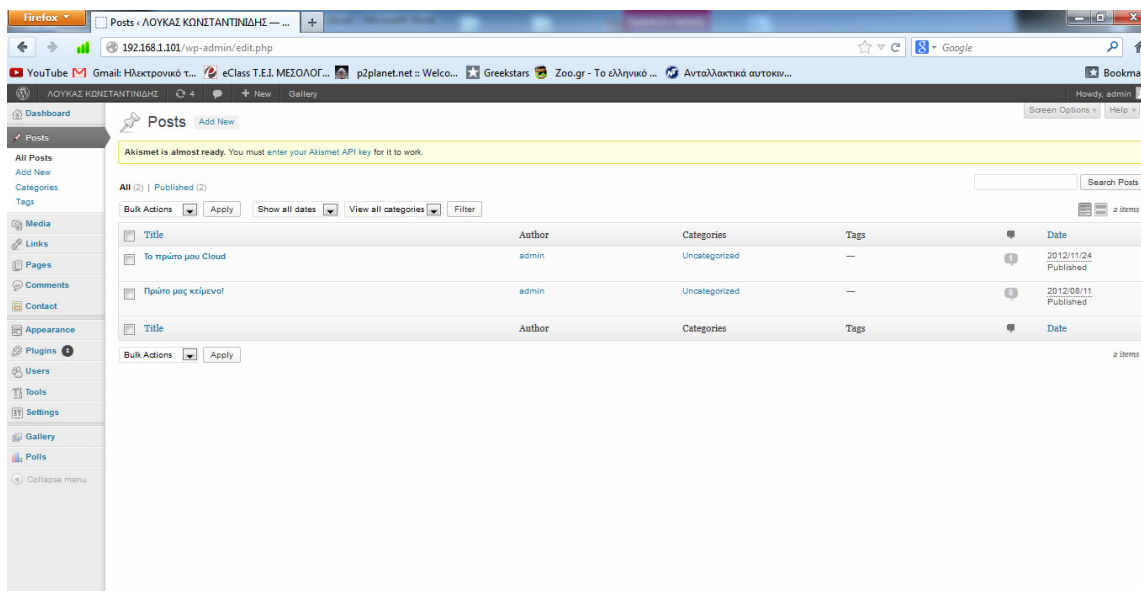 Firefox
Posts ‹ ΛΟΥΚΑΣ ΚΩΝΣΤΑΝΤΙΝΙΔΗΣ — ...
192.168.1.101/wp-admin/edit.php
Google
YouTube Gmail: Ηλεκτρονικό τ... eClass Τ.Ε.Ι. ΜΕΣΟΛΟΓ... p2planet.net :: Welco... Greekstars Zoo.gr - Το ελληνικό ... Ανταλλακτικά αυτοκιν... Bookma
ΛΟΥΚΑΣ ΚΩΝΣΤΑΝΤΙΝΙΔΗΣ 4 + New Gallery Howdy, admin
Screen Options Help
Dashboard
Posts
All Posts
Add New
Categories
Tags
Media
Links
Pages
Comments
Contact
Appearance
Plugins
Users
Tools
Settings
Gallery
Polls
Collapse menu
Posts Add New
Akismet is almost ready. You must enter your Akismet API key for it to work.
All (2) | Published (2)
Search Posts
Bulk Actions Apply Show all dates View all categories Filter 2 items
Title Author Categories Tags Date
Το πρώτο μου Cloud admin Uncategorized — 1 2012/11/24
Published
Πρώτο μας κείμενο! admin Uncategorized — 0 2012/08/11
Published
Title Author Categories Tags Date
Bulk Actions Apply 2 items